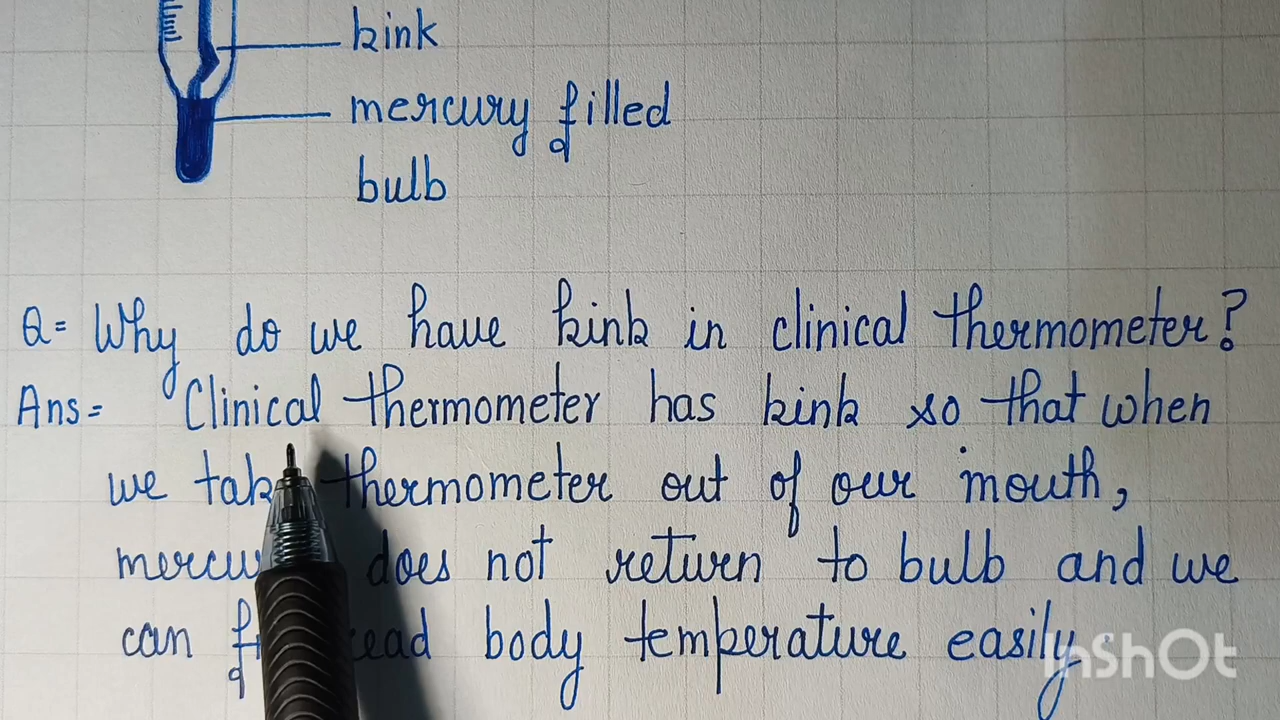 kink
mercury filled
bulb
Q= Why do we have kink in clinical thermometer?
Ans= Clinical thermometer has kink so that when
we thermometer out of our mouth,
does not return to bulb and we
can body temperature easily.
InShOt